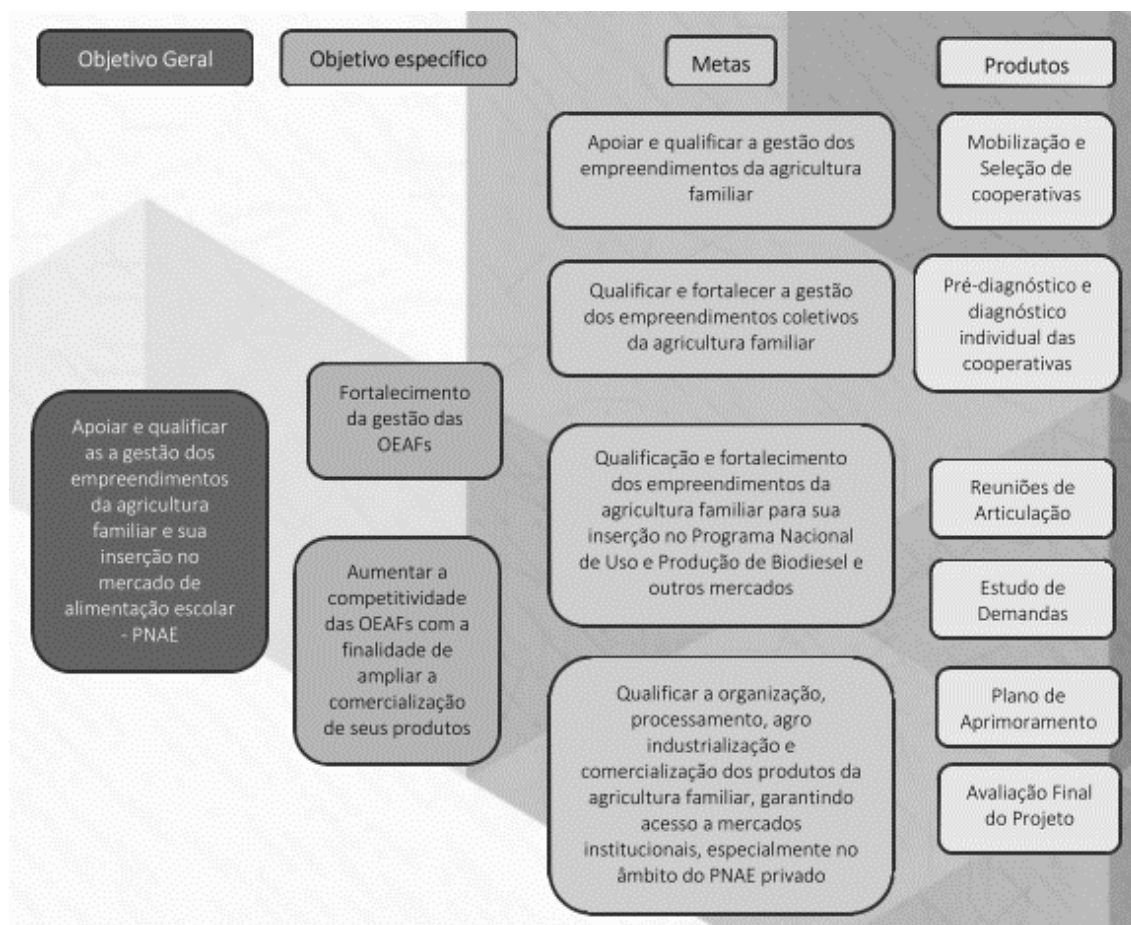 Objetivo Geral
Apoiar e qualificar
as a gestão dos
empreendimentos
da agricultura
familiar e sua
inserção no
mercado de
alimentação escolar
- PNAE
Objetivo específico
Fortalecimento
da gestão das
OEAFs
Aumentar a
competitividade
das OEAFs com a
finalidade de
ampliar a
comercialização
de seus produtos
Metas
Apoiar e qualificar a gestão dos
empreendimentos da agricultura
familiar
Qualificar e fortalecer a gestão
dos empreendimentos coletivos
da agricultura familiar
Qualificação e fortalecimento
dos empreendimentos da
agricultura familiar para sua
inserção no Programa Nacional
de Uso e Produção de Biodiesel e
outros mercados
Qualificar a organização,
processamento, agro
industrialização e
comercialização dos produtos da
agricultura familiar, garantindo
acesso a mercados
institucionais, especialmente no
âmbito do PNAE privado
Produtos
Mobilização e
Seleção de
cooperativas
Pré-diagnóstico e
diagnóstico
individual das
cooperativas
Reuniões de
Articulação
Estudo de
Demandas
Plano de
Aprimoramento
Avaliação Final
do Projeto